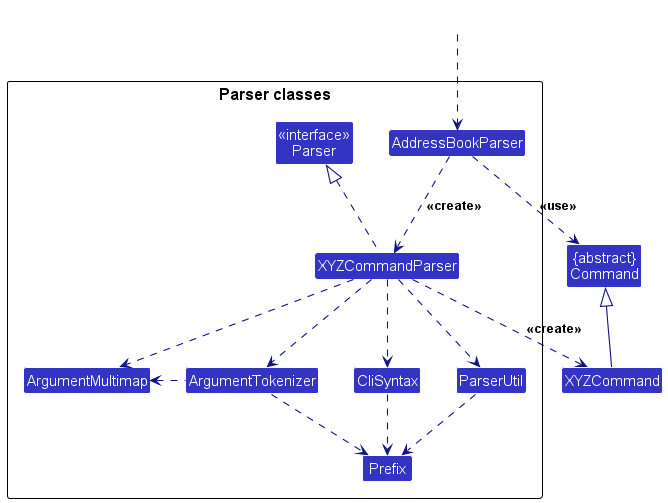 Parser classes
«interface»
Parser
AddressBookParser
«create»
«use»
XYZCommandParser
{abstract}
Command
«create»
ArgumentMultimap
ArgumentTokenizer
CliSyntax
ParserUtil
XYZCommand
Prefix